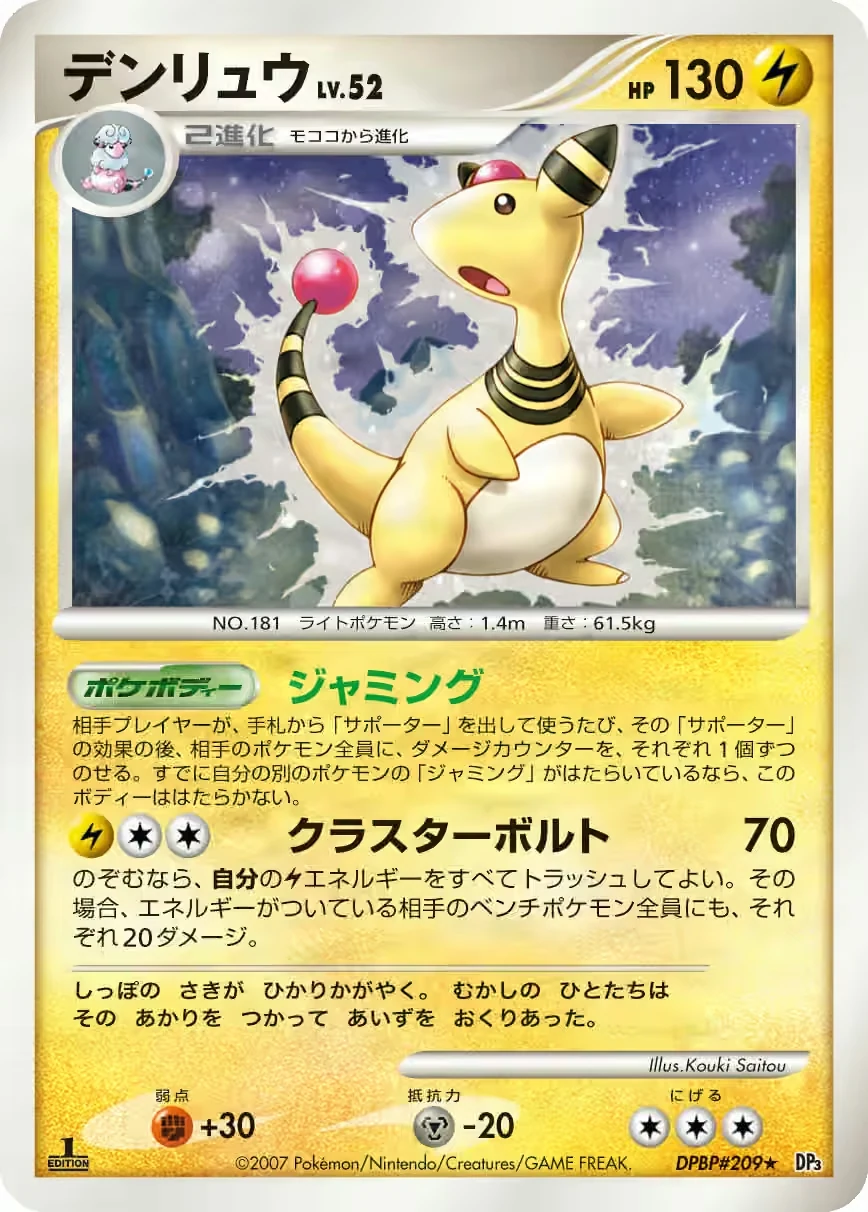 デンリュウ LV.52 HP 130
2進化 モココから進化
NO.181 ライトポケモン 高さ：1.4m 重さ：61.5kg
ポケボディー ジャミング
相手プレイヤーが、手札から「サポーター」を出して使うたび、その「サポーター」
の効果の後、相手のポケモン全員に、ダメージカウンターを、それぞれ1個ずつ
のせる。すでに自分の別のポケモンの「ジャミング」がはたらいているなら、この
ボディーははたらかない。
クラスターボルト 70
のぞむなら、自分のエネルギーをすべてトラッシュしてよい。その
場合、エネルギーがついている相手のベンチポケモン全員にも、それ
ぞれ20ダメージ。
しっぽの さきが ひかりかがやく。 むかしの ひとたちは
その あかりを つかって あいずを おくりあった。
Illus.Kouki Saitou
弱点 抵抗力 にげる
+30 -20
1 EDITION ©2007 Pokémon/Nintendo/Creatures/GAME FREAK. DPBP#209★ DP3